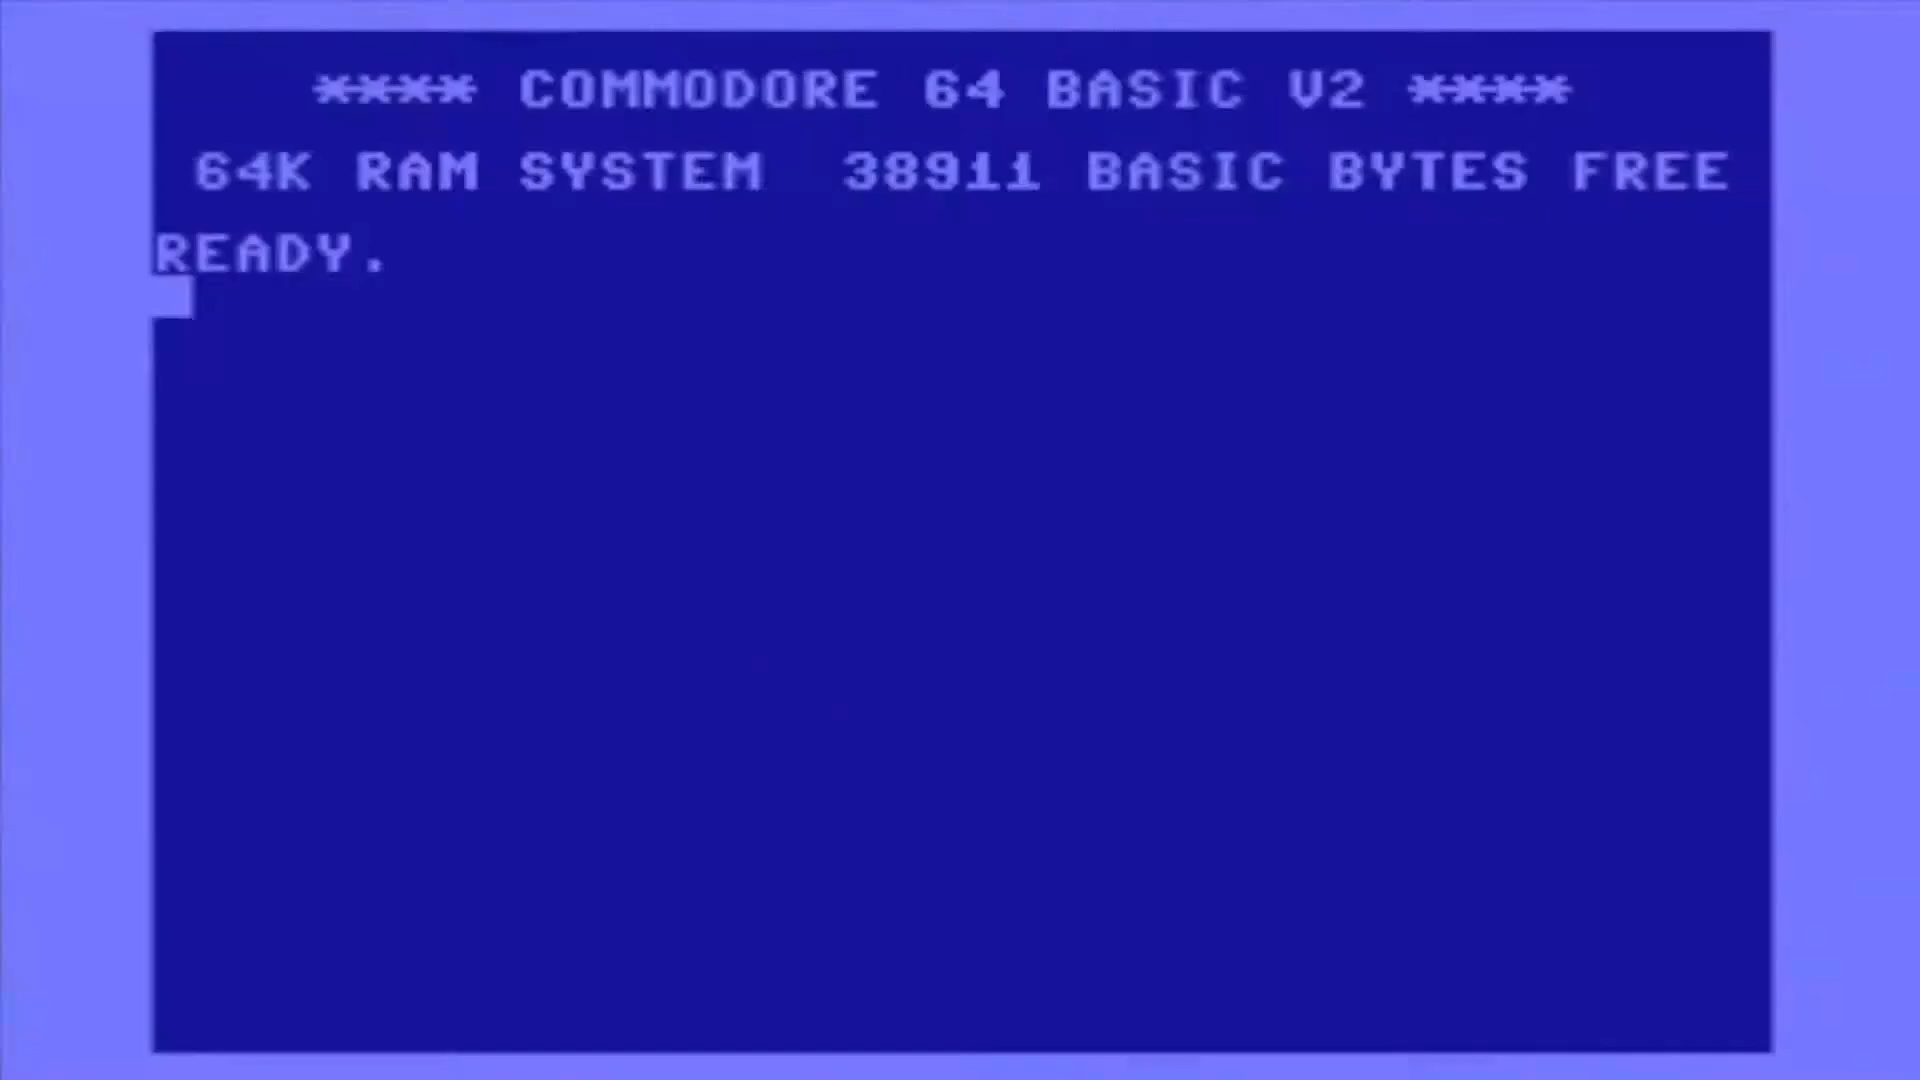 **** COMMODORE 64 BASIC V2 ****
64K RAM SYSTEM  38911 BASIC BYTES FREE
READY.